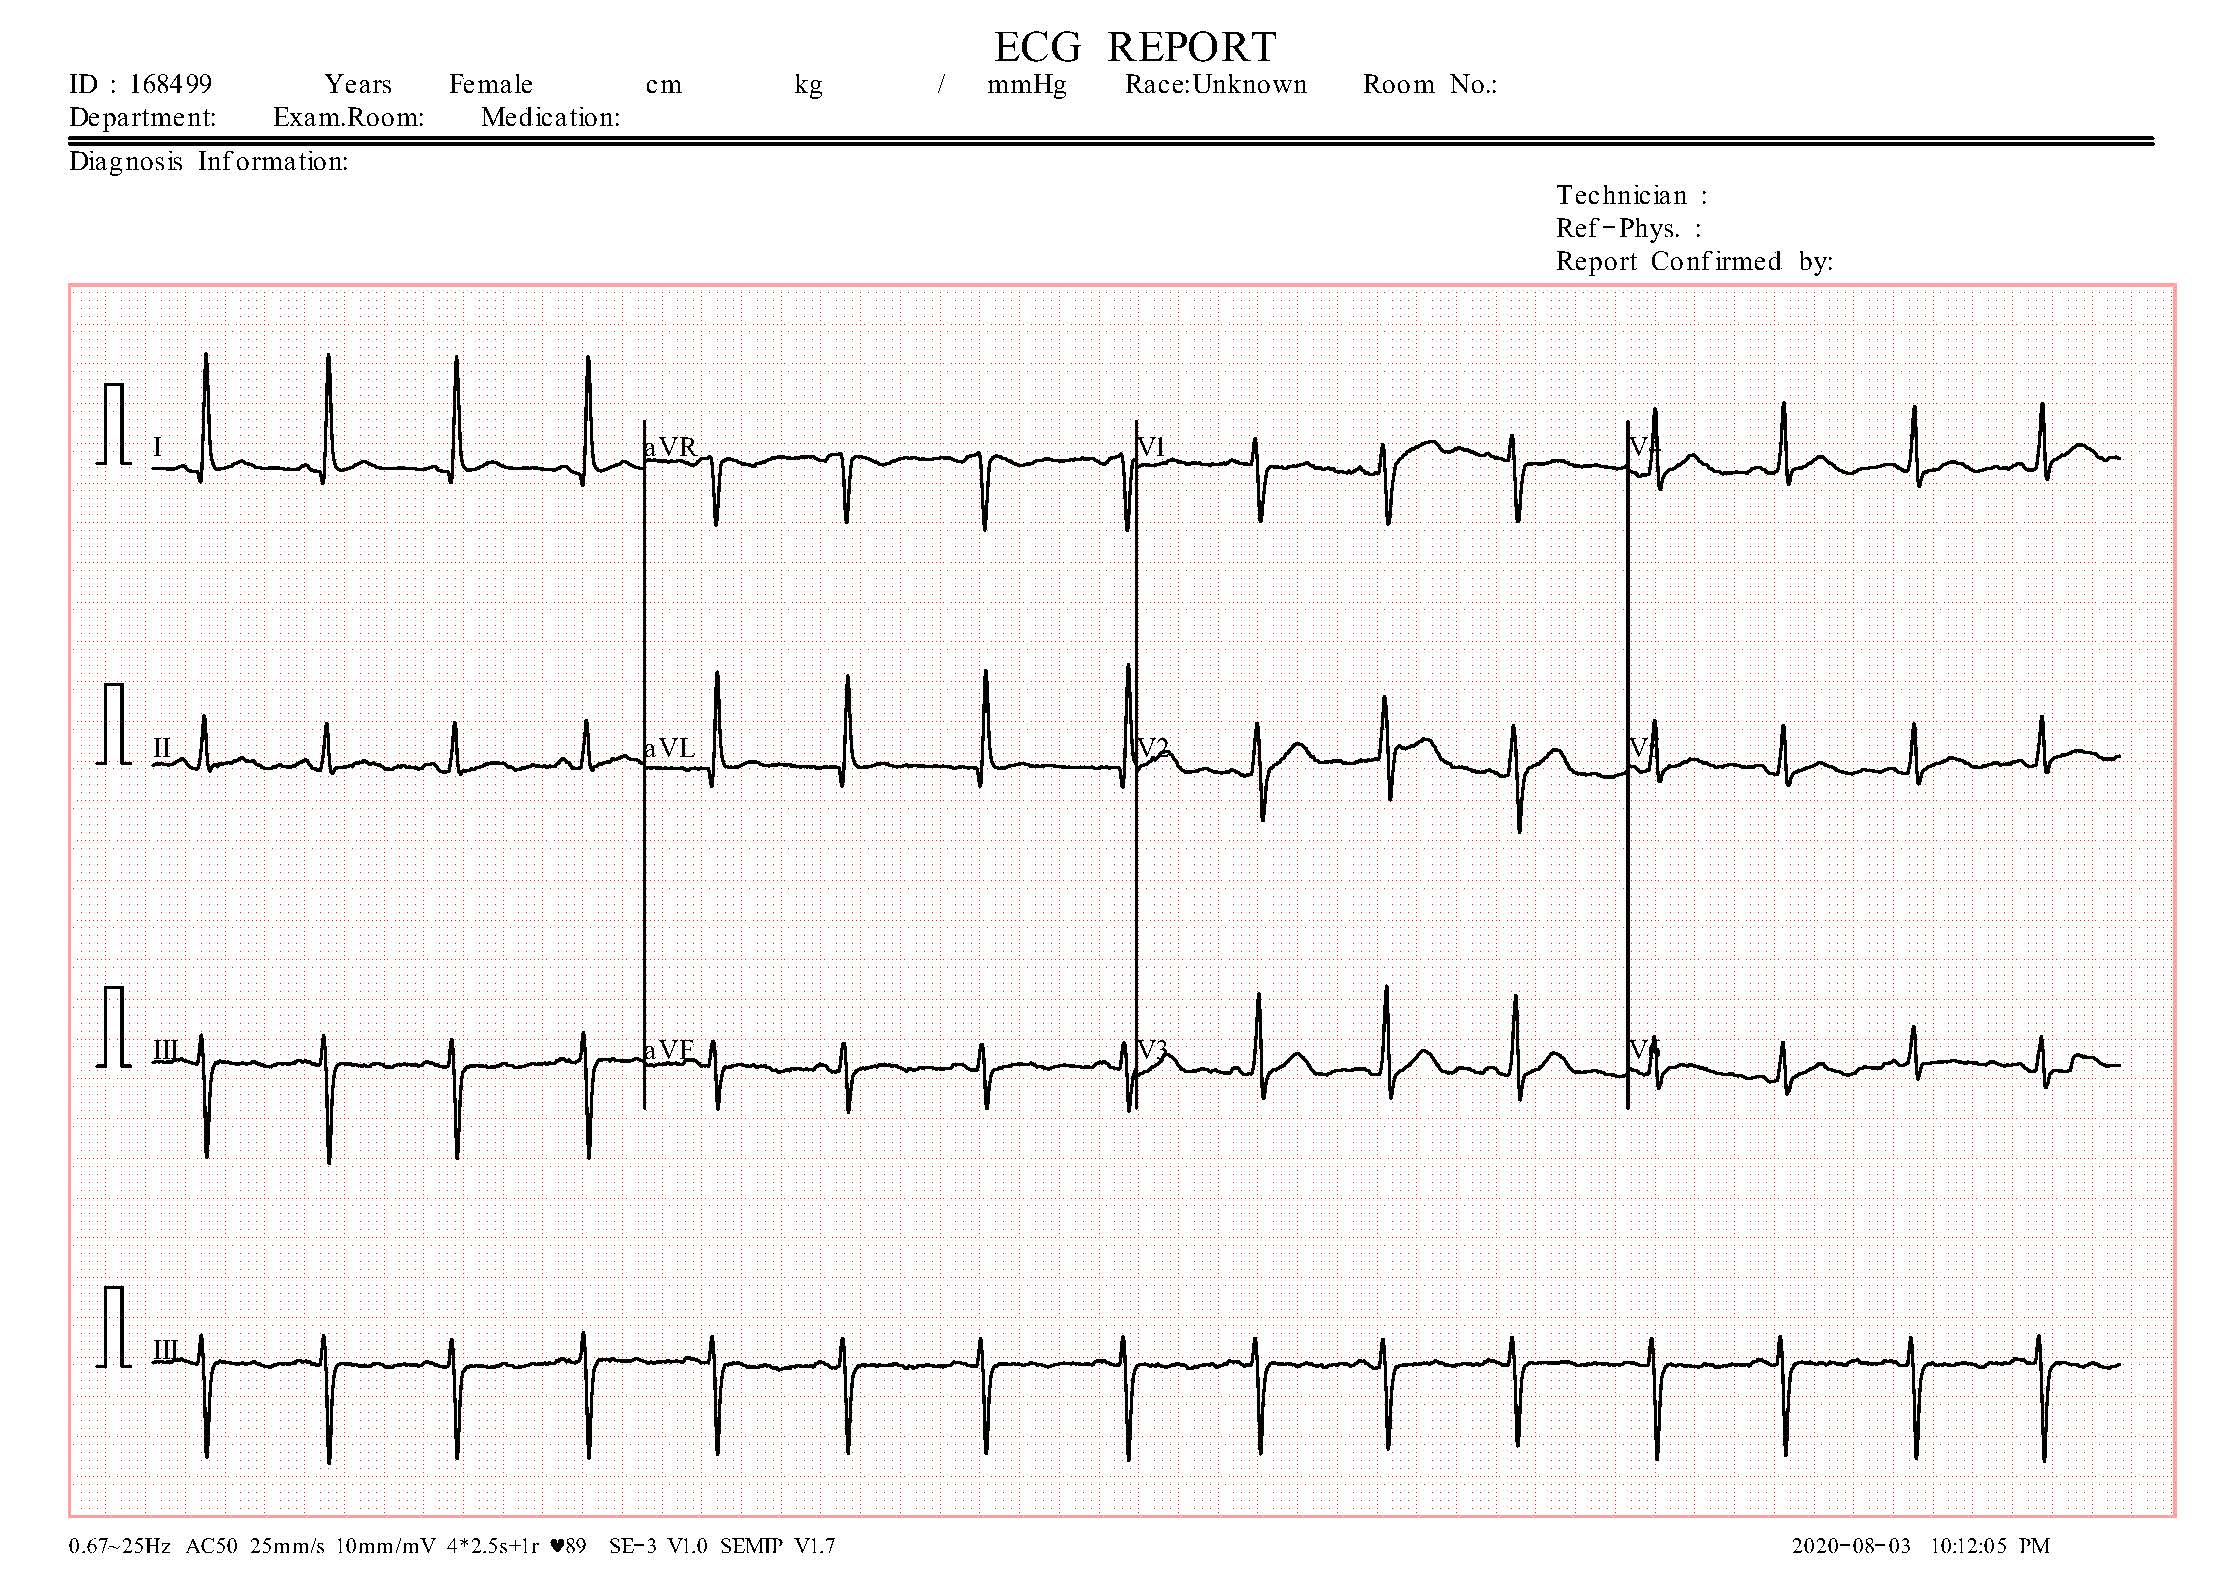 ECG REPORT
ID : 168499 Years Female cm kg / mmHg Race:Unknown Room No.:
Department: Exam.Room: Medication:
Diagnosis Information:
Technician :
Ref-Phys. :
Report Confirmed by:
I aVR V1
II aVL V2
III aVF V3
III
0.67~25Hz AC50 25mm/s 10mm/mV 4*2.5s+1r ♥89 SE-3 V1.0 SEMIP V1.7 2020-08-03 10:12:05 PM